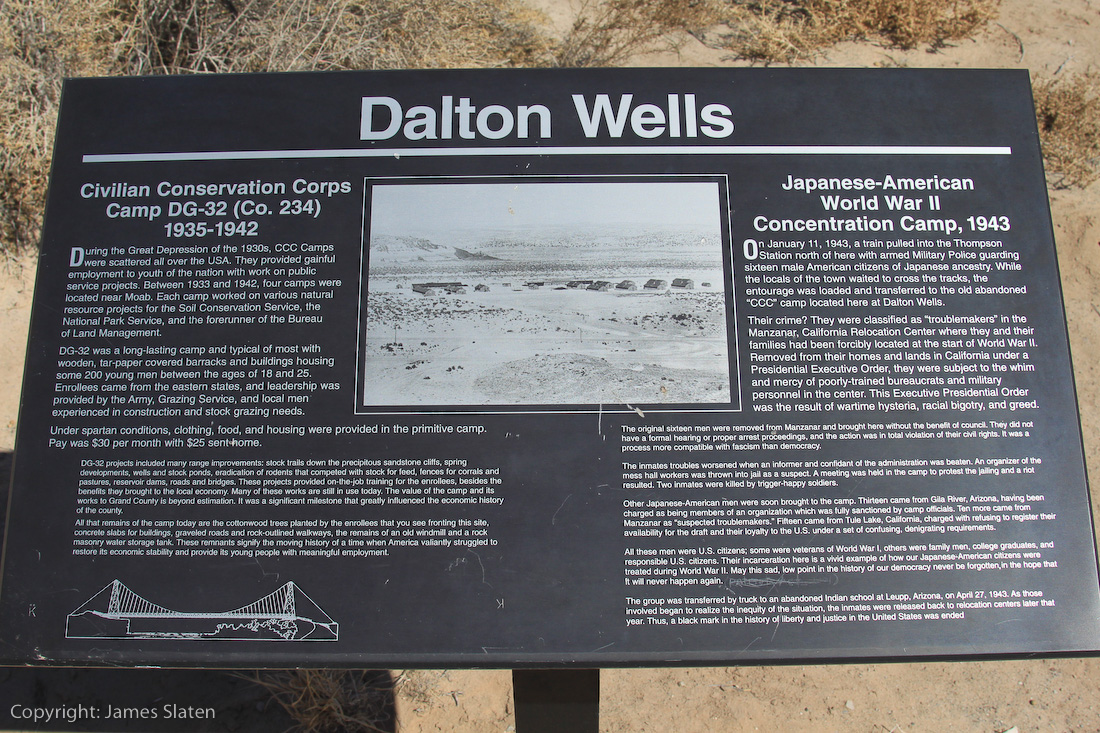 Dalton Wells
Civilian Conservation Corps
Camp DG-32 (Co. 234)
1935-1942
During the Great Depression of the 1930s, CCC Camps
were scattered all over the USA. They provided gainful
employment to youth of the nation with work on public
service projects. Between 1933 and 1942, four camps were
located near Moab. Each camp worked on various natural
resource projects for the Soil Conservation Service, the
National Park Service, and the forerunner of the Bureau
of Land Management.
DG-32 was a long-lasting camp and typical of most with
wooden, tar-paper covered barracks and buildings housing
some 200 young men between the ages of 18 and 25.
Enrollees came from the eastern states, and leadership was
provided by the Army, Grazing Service, and local men
experienced in construction and stock grazing needs.
Under spartan conditions, clothing, food, and housing were provided in the primitive camp.
Pay was $30 per month with $25 sent home.
DG-32 projects included many range improvements: stock trails down the precipitous sandstone cliffs, spring
developments, wells and stock ponds, eradication of rodents that competed with stock for feed, fences for corrals and
pastures, reservoir dams, roads and bridges. These projects provided on-the-job training for the enrollees, besides the
benefits they brought to the local economy. Many of these works are still in use today. The value of the camp and its
works to Grand County is beyond estimation. It was a significant milestone that greatly influenced the economic history
of the county.
All that remains of the camp today are the cottonwood trees planted by the enrollees that you see fronting this site,
concrete slabs for buildings, graveled roads and rock-outlined walkways, the remains of an old windmill and a rock
masonry water storage tank. These remnants signify the moving history of a time when America valiantly struggled to
restore its economic stability and provide its young people with meaningful employment.
Japanese-American
World War II
Concentration Camp, 1943
On January 11, 1943, a train pulled into the Thompson
Station north of here with armed Military Police guarding
sixteen male American citizens of Japanese ancestry. While
the locals of the town waited to cross the tracks, the
entourage was loaded and transferred to the old abandoned
"CCC" camp located here at Dalton Wells.
Their crime? They were classified as "troublemakers" in the
Manzanar, California Relocation Center where they and their
families had been forcibly located at the start of World War II.
Removed from their homes and lands in California under a
Presidential Executive Order, they were subject to the whim
and mercy of poorly-trained bureaucrats and military
personnel in the center. This Executive Presidential Order
was the result of wartime hysteria, racial bigotry, and greed.
The original sixteen men were removed from Manzanar and brought here without the benefit of council. They did not
have a formal hearing or proper arrest proceedings, and the action was in total violation of their civil rights. It was a
process more compatible with fascism than democracy.
The inmates troubles worsened when an informer and confidant of the administration was beaten. An organizer of the
mess hall workers was thrown into jail as a suspect. A meeting was held in the camp to protest the jailing and a riot
resulted. Two inmates were killed by trigger-happy soldiers.
Other Japanese-American men were soon brought to the camp. Thirteen came from Gila River, Arizona, having been
charged as being members of an organization which was fully sanctioned by camp officials. Ten more came from
Manzanar as "suspected troublemakers." Fifteen came from Tule Lake, California, charged with refusing to register their
availability for the draft and their loyalty to the U.S. under a set of confusing, denigrating requirements.
All these men were U.S. citizens; some were veterans of World War I, others were family men, college graduates, and
responsible U.S. citizens. Their incarceration here is a vivid example of how our Japanese-American citizens were
treated during World War II. May this sad, low point in the history of our democracy never be forgotten, in the hope that
it will never happen again.
The group was transferred by truck to an abandoned Indian school at Leupp, Arizona, on April 27, 1943. As those
involved began to realize the inequity of the situation, the inmates were released back to relocation centers later that
year. Thus, a black mark in the history of liberty and justice in the United States was ended
Copyright: James Slaten